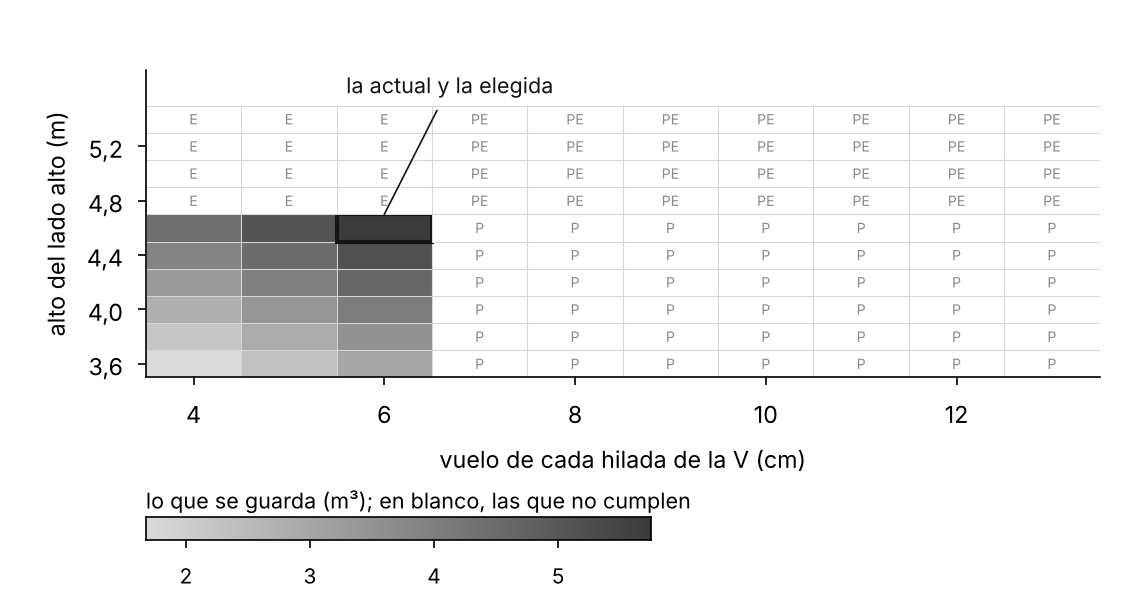 la actual y la elegida
alto del lado alto (m)
E E E PE PE PE PE PE PE PE
5,2 E E E PE PE PE PE PE PE PE
E E E PE PE PE PE PE PE PE
4,8 E E E PE PE PE PE PE PE PE
P P P P P P P
4,4 P P P P P P P
P P P P P P P
4,0 P P P P P P P
P P P P P P P
3,6 P P P P P P P
4 6 8 10 12
vuelo de cada hilada de la V (cm)
lo que se guarda (m³); en blanco, las que no cumplen
2 3 4 5